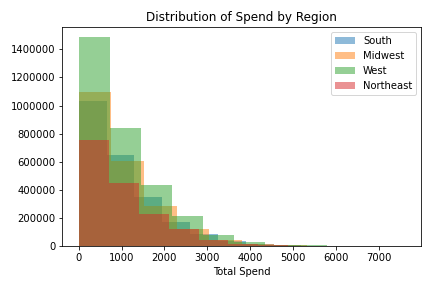 Distribution of Spend by Region
South
Midwest
West
Northeast
1400000
1200000
1000000
800000
600000
400000
200000
0
0 1000 2000 3000 4000 5000 6000 7000
Total Spend